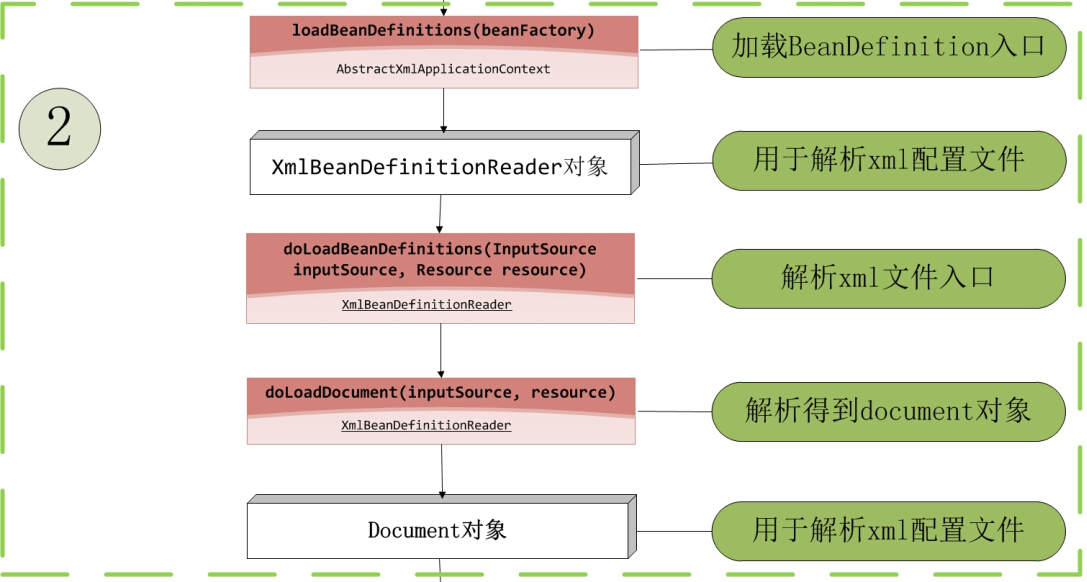 loadBeanDefinitions(beanFactory)
AbstractXmlApplicationContext
加载BeanDefinition入口
2
XmlBeanDefinitionReader对象
用于解析xml配置文件
doLoadBeanDefinitions(InputSource
inputSource, Resource resource)
XmlBeanDefinitionReader
解析xml文件入口
doLoadDocument(inputSource, resource)
XmlBeanDefinitionReader
解析得到document对象
Document对象
用于解析xml配置文件